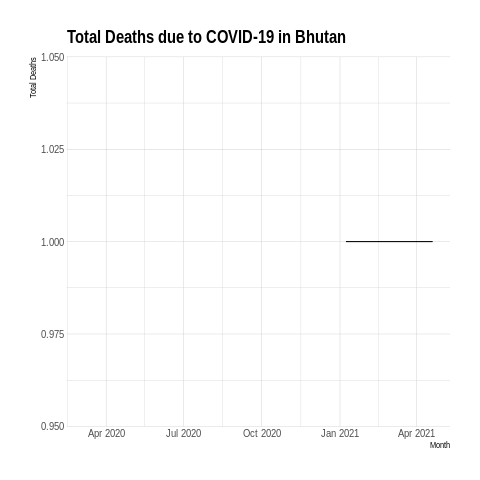 Total Deaths due to COVID-19 in Bhutan
Total Deaths
1.050
1.025
1.000
0.975
0.950
Apr 2020 Jul 2020 Oct 2020 Jan 2021 Apr 2021
Month